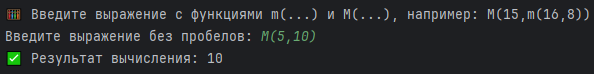 🧮 Введите выражение с функциями m(...) и M(...), например: M(15,m(16,8))
Введите выражение без пробелов: M(5,10)
✅ Результат вычисления: 10